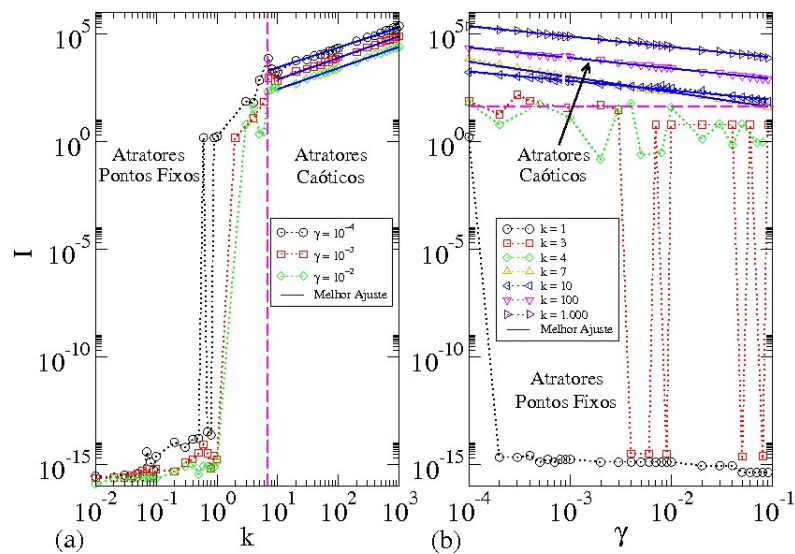 10^5
10^0
10^-5
10^-10
10^-15
I
Atratores
Pontos Fixos
Atratores
Caóticos
γ = 10^-4
γ = 10^-3
γ = 10^-2
Melhor Ajuste
10^-2
10^-1
10^0
10^1
10^2
10^3
(a)
k
10^5
10^0
10^-5
10^-10
10^-15
Atratores
Caóticos
k = 1
k = 3
k = 4
k = 7
k = 10
k = 100
k = 1.000
Melhor Ajuste
Atratores
Pontos Fixos
10^-4
10^-3
10^-2
10^-1
(b)
γ